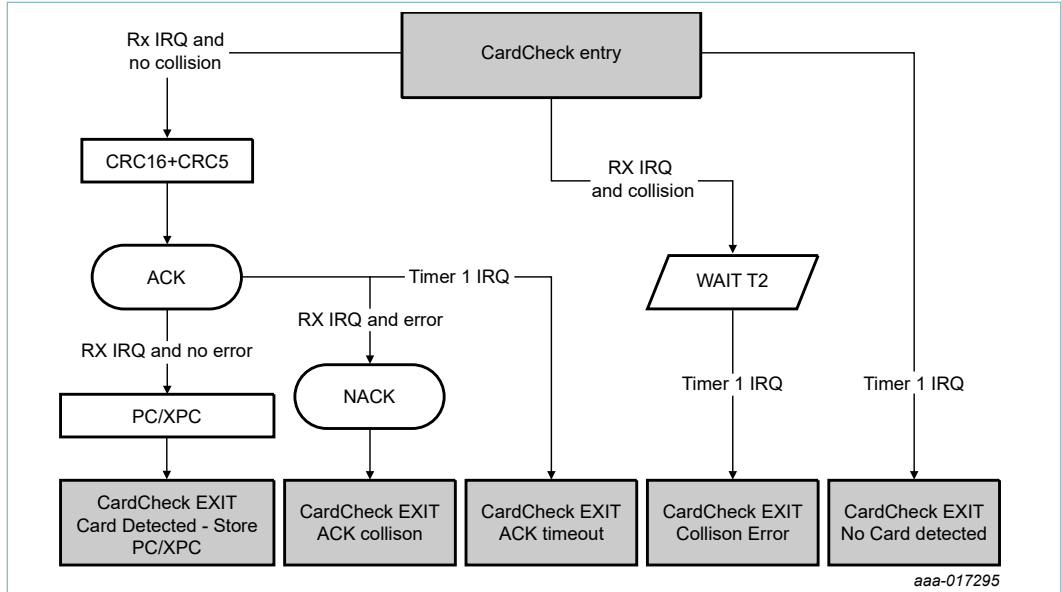 Rx IRQ and
no collision
CardCheck entry
CRC16+CRC5
RX IRQ
and collision
ACK
Timer 1 IRQ
WAIT T2
RX IRQ and error
RX IRQ and no error
NACK
Timer 1 IRQ
Timer 1 IRQ
PC/XPC
CardCheck EXIT
Card Detected - Store
PC/XPC
CardCheck EXIT
ACK collison
CardCheck EXIT
ACK timeout
CardCheck EXIT
Collison Error
CardCheck EXIT
No Card detected
aaa-017295